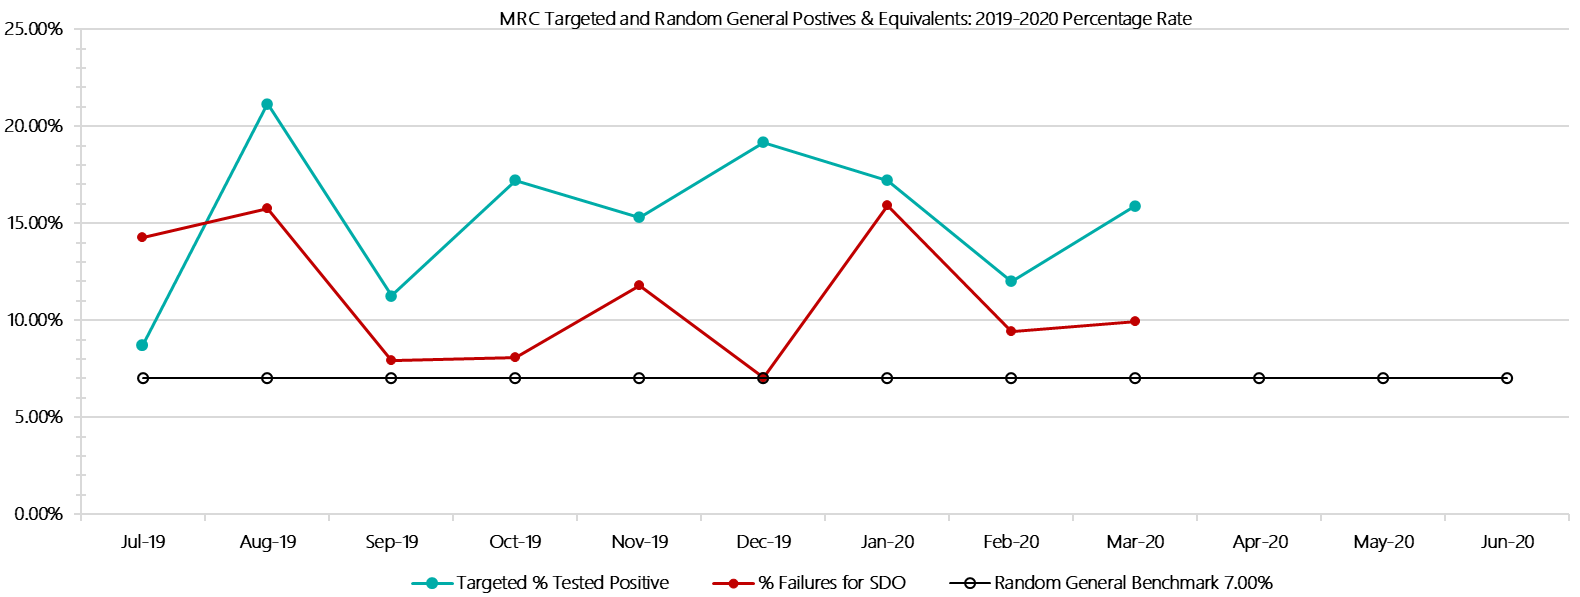 MRC Targeted and Random General Postives & Equivalents: 2019-2020 Percentage Rate
25.00%
20.00%
15.00%
10.00%
5.00%
0.00%
Jul-19 Aug-19 Sep-19 Oct-19 Nov-19 Dec-19 Jan-20 Feb-20 Mar-20 Apr-20 May-20 Jun-20
Targeted % Tested Positive % Failures for SDO Random General Benchmark 7.00%